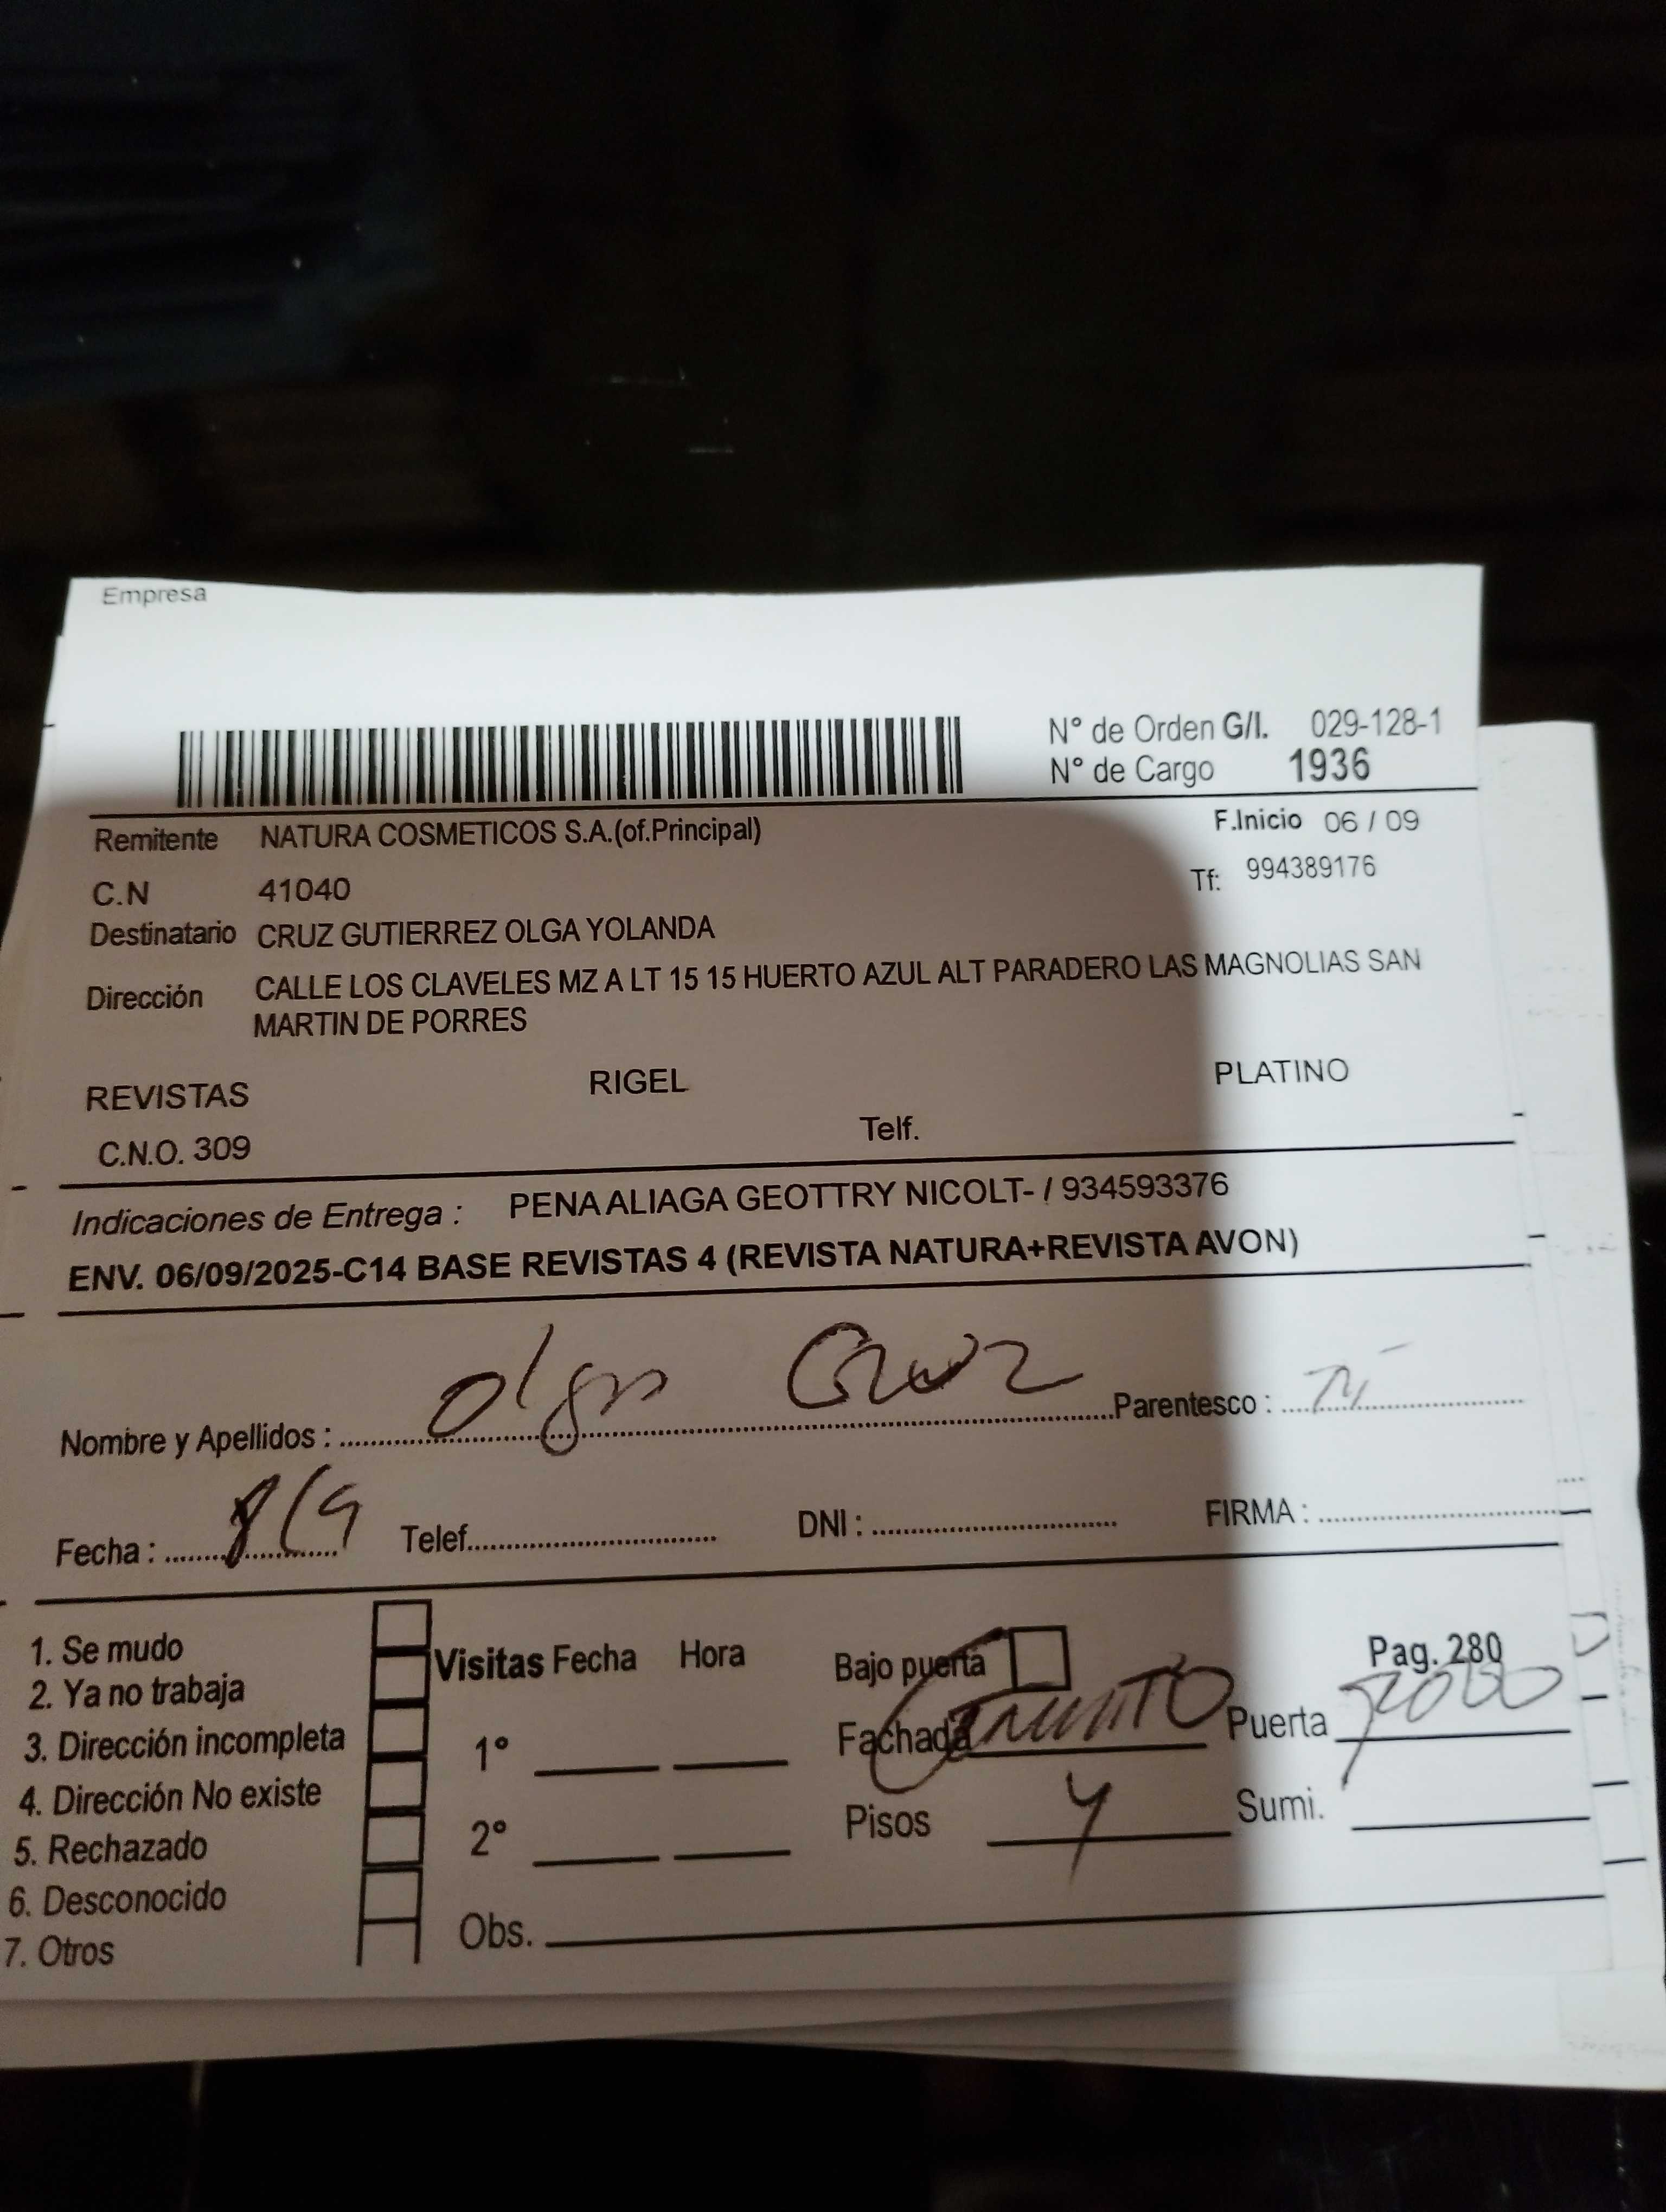 Empresa
N° de Orden G/I. 029-128-1
N° de Cargo 1936
Remitente NATURA COSMETICOS S.A.(of.Principal) F.Inicio 06 / 09
C.N 41040 Tf: 994389176
Destinatario CRUZ GUTIERREZ OLGA YOLANDA
Dirección CALLE LOS CLAVELES MZ A LT 15 15 HUERTO AZUL ALT PARADERO LAS MAGNOLIAS SAN
MARTIN DE PORRES
REVISTAS RIGEL PLATINO
C.N.O. 309 Telf.
Indicaciones de Entrega : PENA ALIAGA GEOTTRY NICOLT- / 934593376
ENV. 06/09/2025-C14 BASE REVISTAS 4 (REVISTA NATURA+REVISTA AVON)
Nombre y Apellidos : Olga Cruz Parentesco :
Fecha : 8/9 Telef. DNI : FIRMA :
1. Se mudo
2. Ya no trabaja
3. Dirección incompleta
4. Dirección No existe
5. Rechazado
6. Desconocido
7. Otros
Visitas Fecha Hora
1°
2°
Obs.
Bajo puerta Pag. 280
Fachada Puerta
Pisos 4 Sumi.